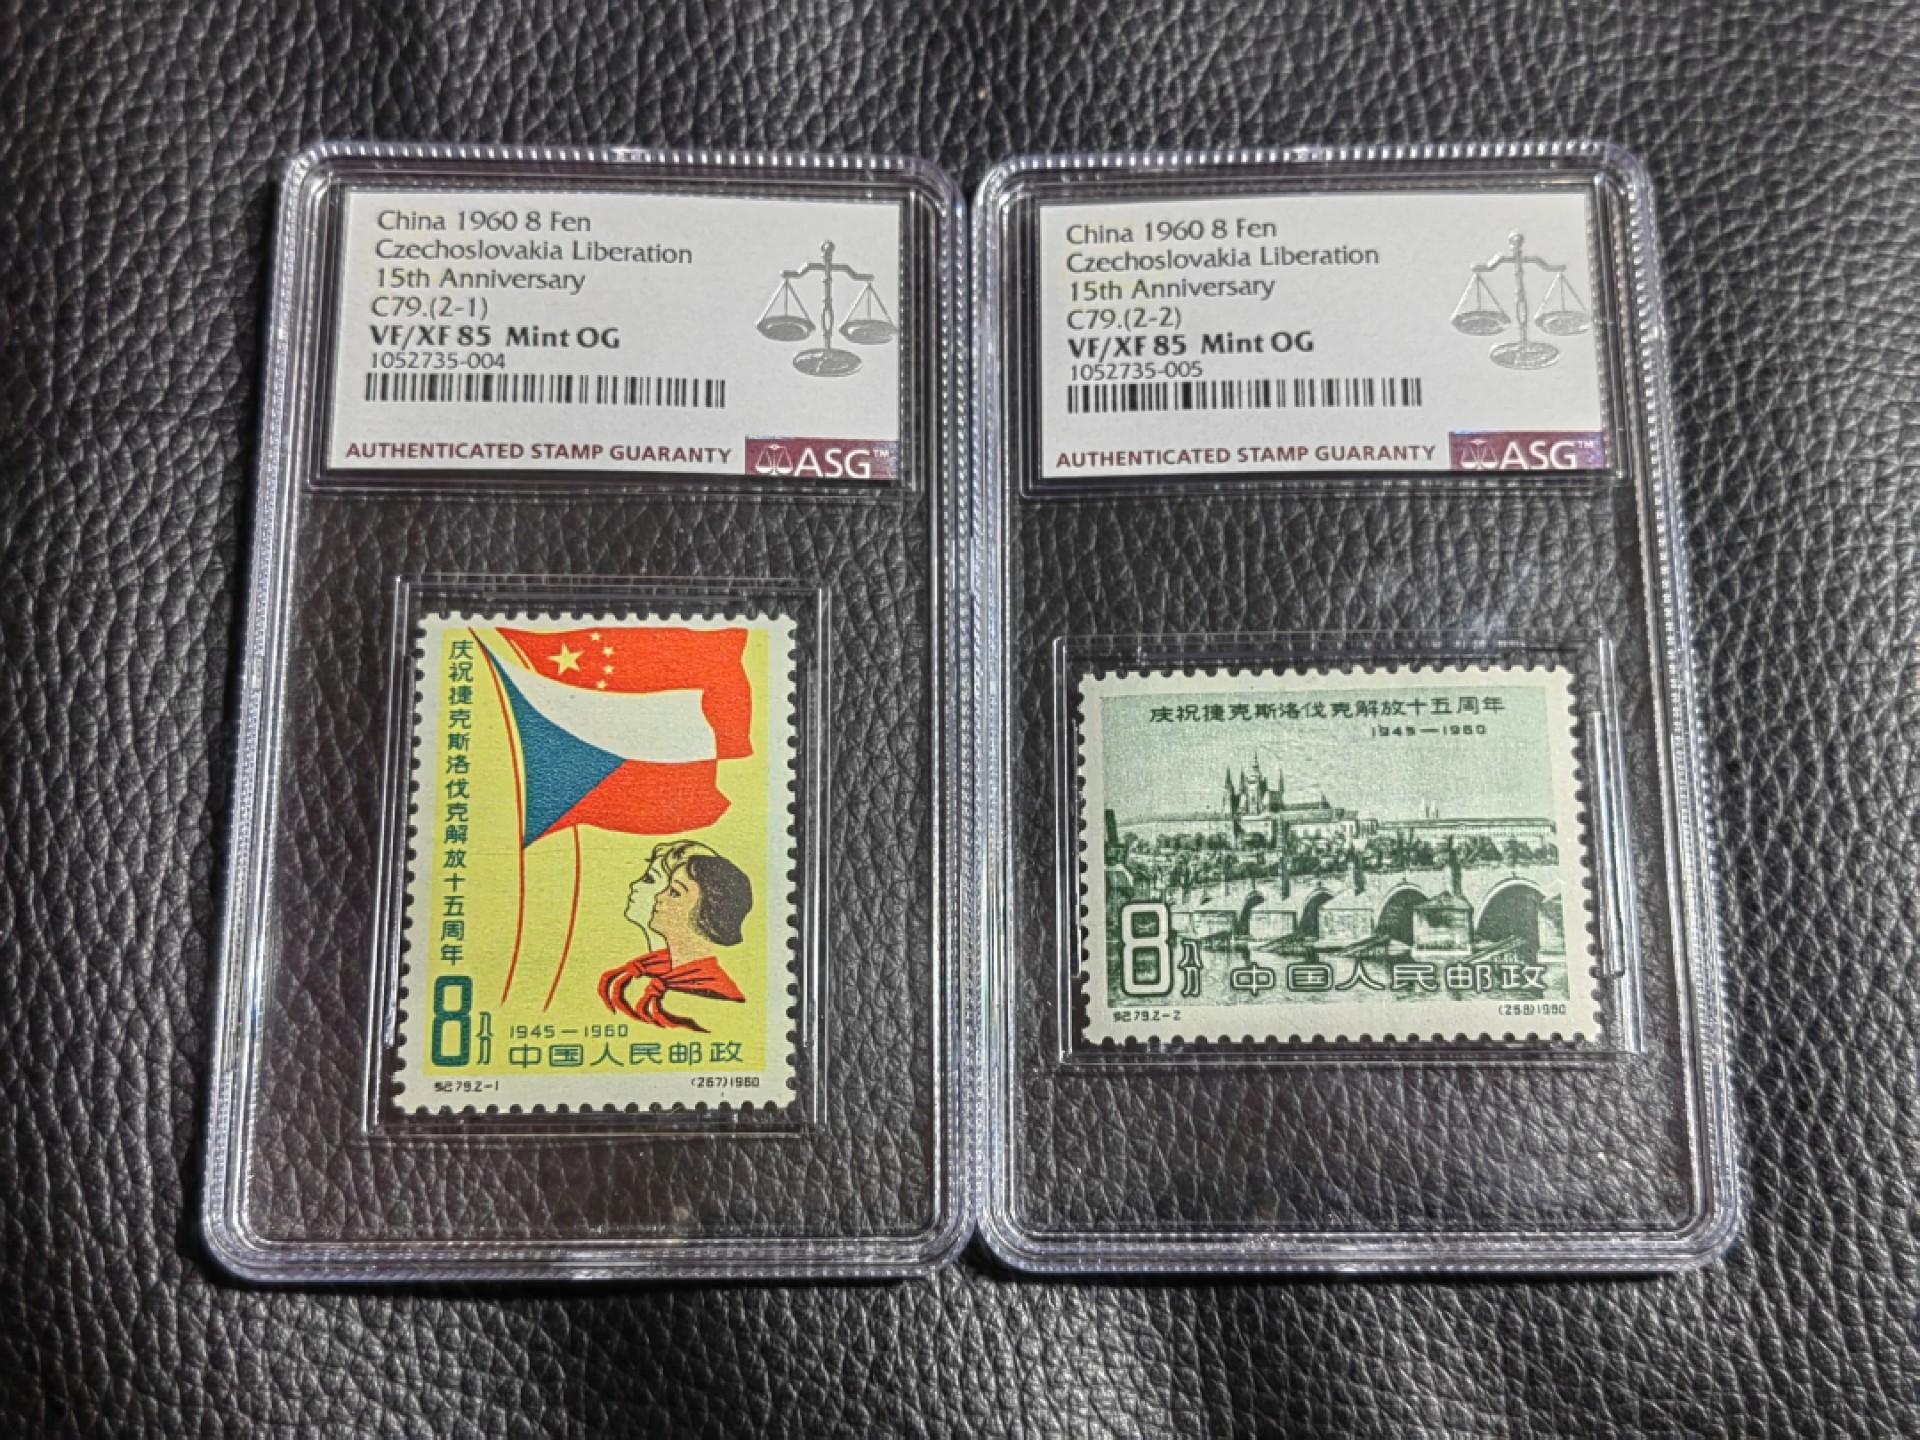 China 1960 8 Fen
Czechoslovakia Liberation
15th Anniversary
C79.(2-1)
VF/XF 85 Mint OG
1052735-004
AUTHENTICATED STAMP GUARANTY
ASG™
庆祝捷克斯洛伐克解放十五周年
8分
1945—1960
中国人民邮政
纪79.2-1
(267)1960
China 1960 8 Fen
Czechoslovakia Liberation
15th Anniversary
C79.(2-2)
VF/XF 85 Mint OG
1052735-005
AUTHENTICATED STAMP GUARANTY
ASG™
庆祝捷克斯洛伐克解放十五周年
1945—1960
8分
中国人民邮政
纪79.2-2
(268)1960